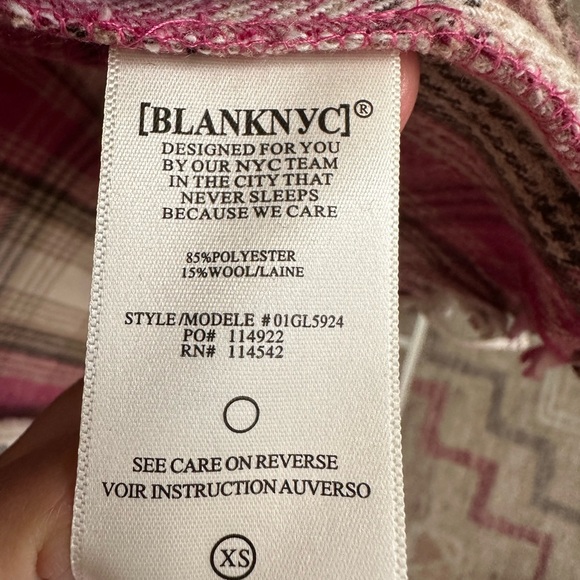 [BLANKNYC]®
DESIGNED FOR YOU
BY OUR NYC TEAM
IN THE CITY THAT
NEVER SLEEPS
BECAUSE WE CARE
85%POLYESTER
15%WOOL/LAINE
STYLE/MODELE #01GL5924
PO# 114922
RN# 114542
SEE CARE ON REVERSE
VOIR INSTRUCTION AUVERSO
XS